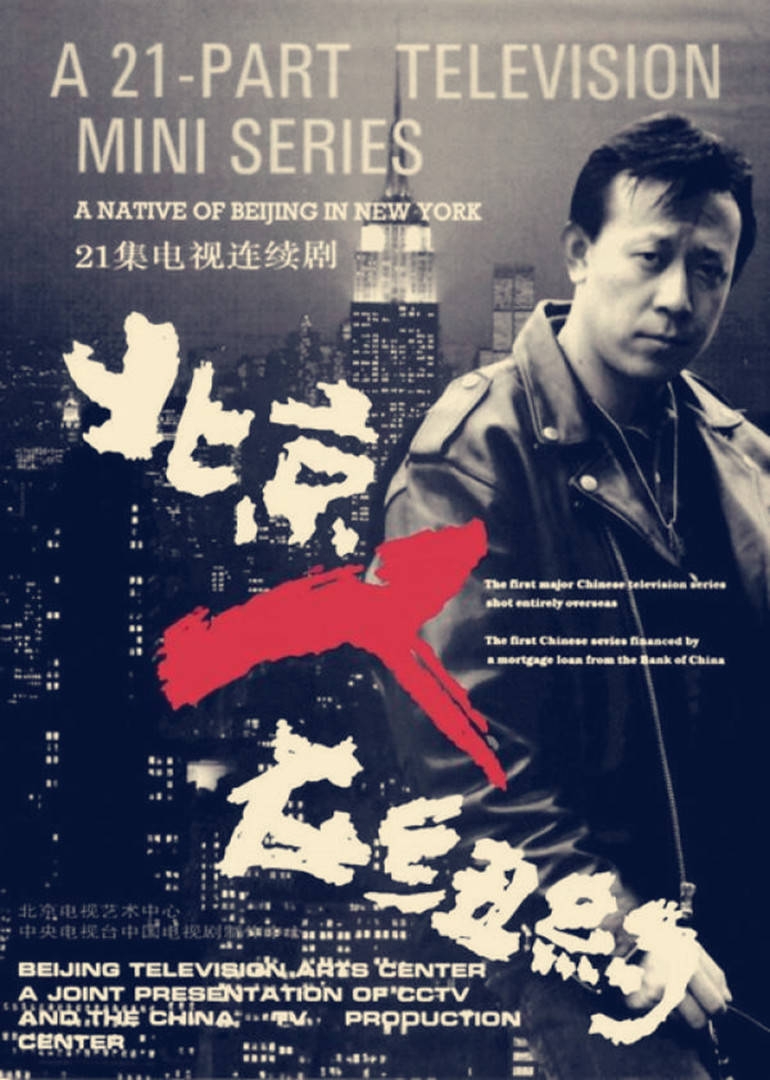 A 21-PART TELEVISION
MINI SERIES
A NATIVE OF BEIJING IN NEW YORK
21集电视连续剧
北京
人
在纽約
The first major Chinese television series
shot entirely overseas
The first Chinese sevies financed by
a mortgage loan from the Bank of China
北京电视艺术中心
中央电视台中国电视剧制作中心
BEIJING TELEVISION ARTS CENTER
A JOINT PRESENTATION OF CCTV
AND THE CHINA TV PRODUCTION
CENTER